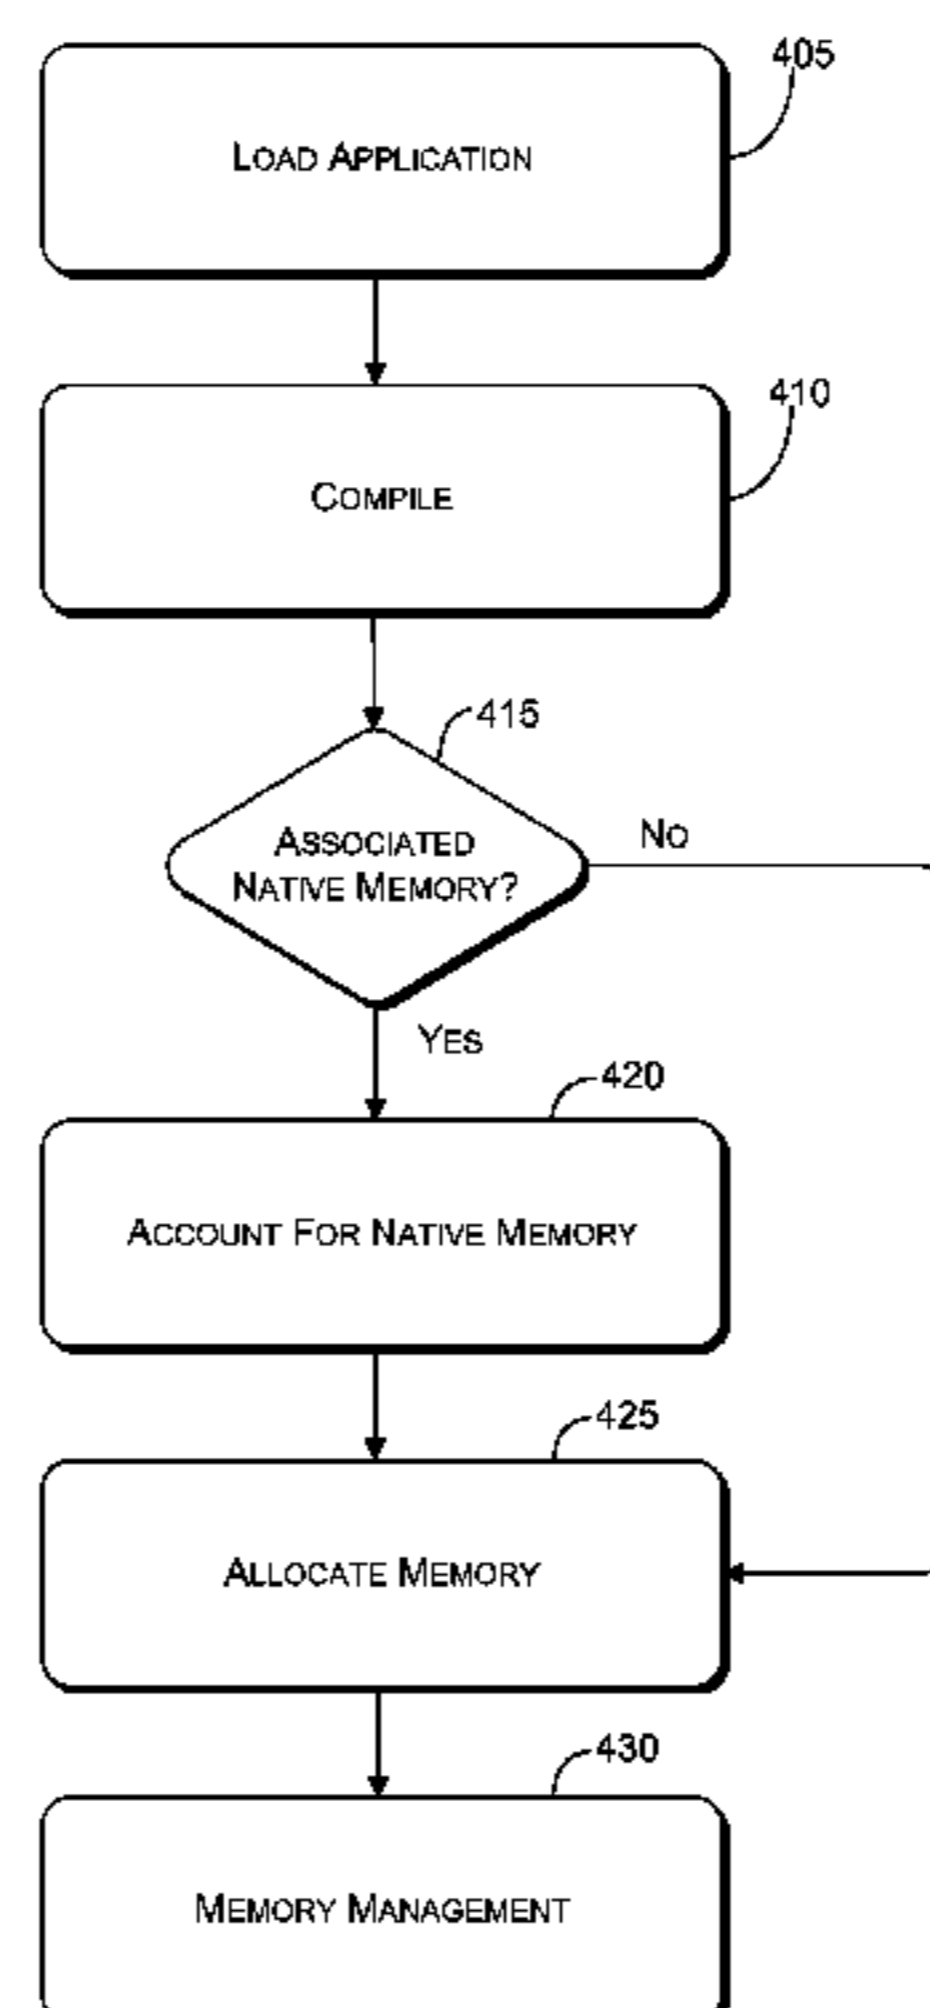 405
LOAD APPLICATION
410
COMPILE
415
ASSOCIATED
NATIVE MEMORY?
NO
YES
420
ACCOUNT FOR NATIVE MEMORY
425
ALLOCATE MEMORY
430
MEMORY MANAGEMENT